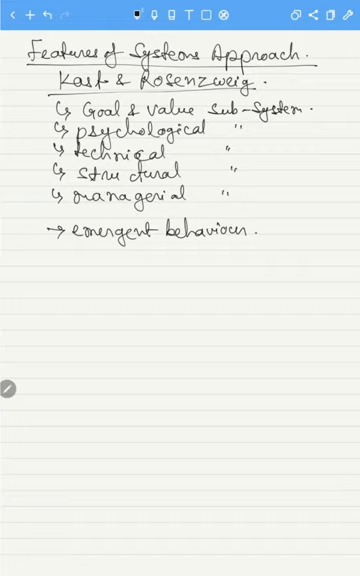 Features of Systems Approach.
Kast & Rosenzweig.
↳ Goal & Value Sub-System.
↳ psychological "
↳ technical "
↳ structural "
↳ managerial "
→ emergent behaviour.